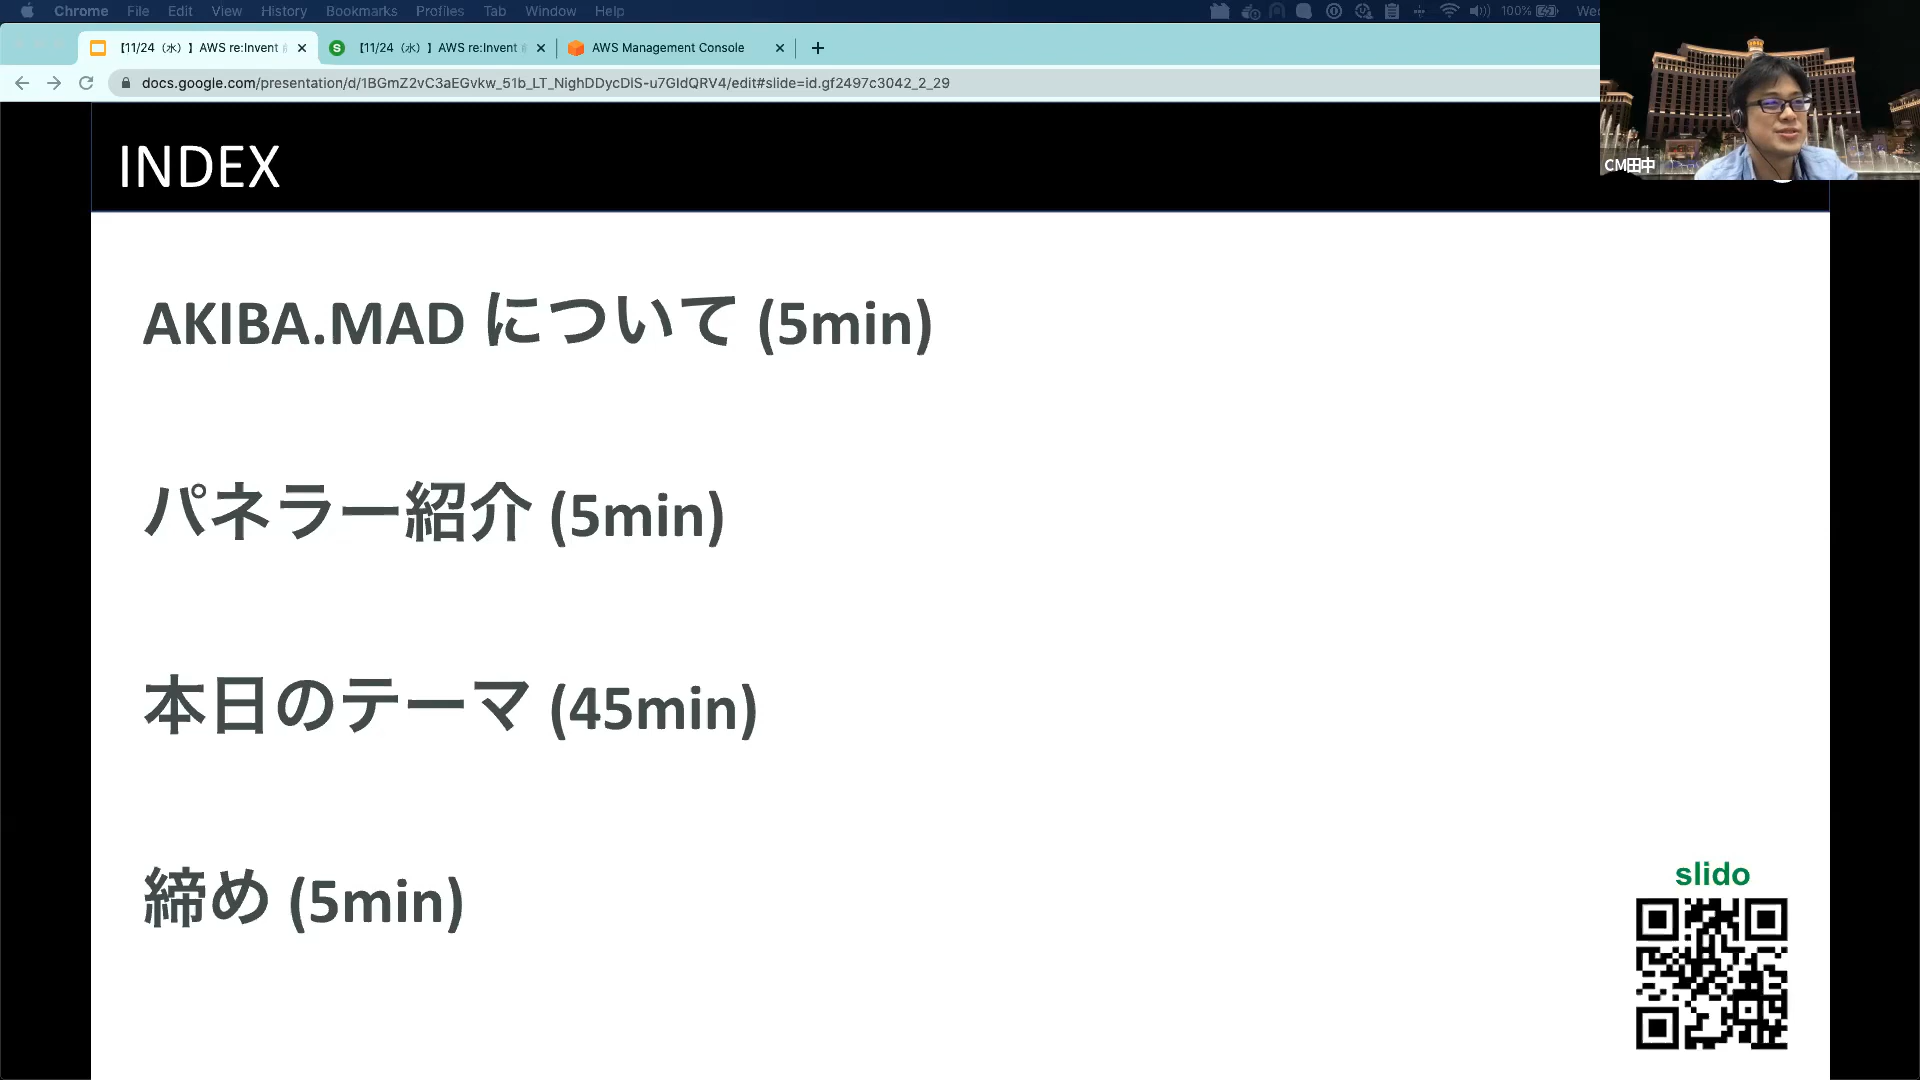 Chrome File Edit View History Bookmarks Profiles Tab Window Help 100%
【11/24（水）】AWS re:Invent
【11/24（水）】AWS re:Invent
AWS Management Console
docs.google.com/presentation/d/1BGmZ2vC3aEGvkw_51b_LT_NighDDycDlS-u7GldQRV4/edit#slide=id.gf2497c3042_2_29
CM田中
INDEX
AKIBA.MAD について (5min)
パネラー紹介 (5min)
本日のテーマ (45min)
締め (5min)
slido